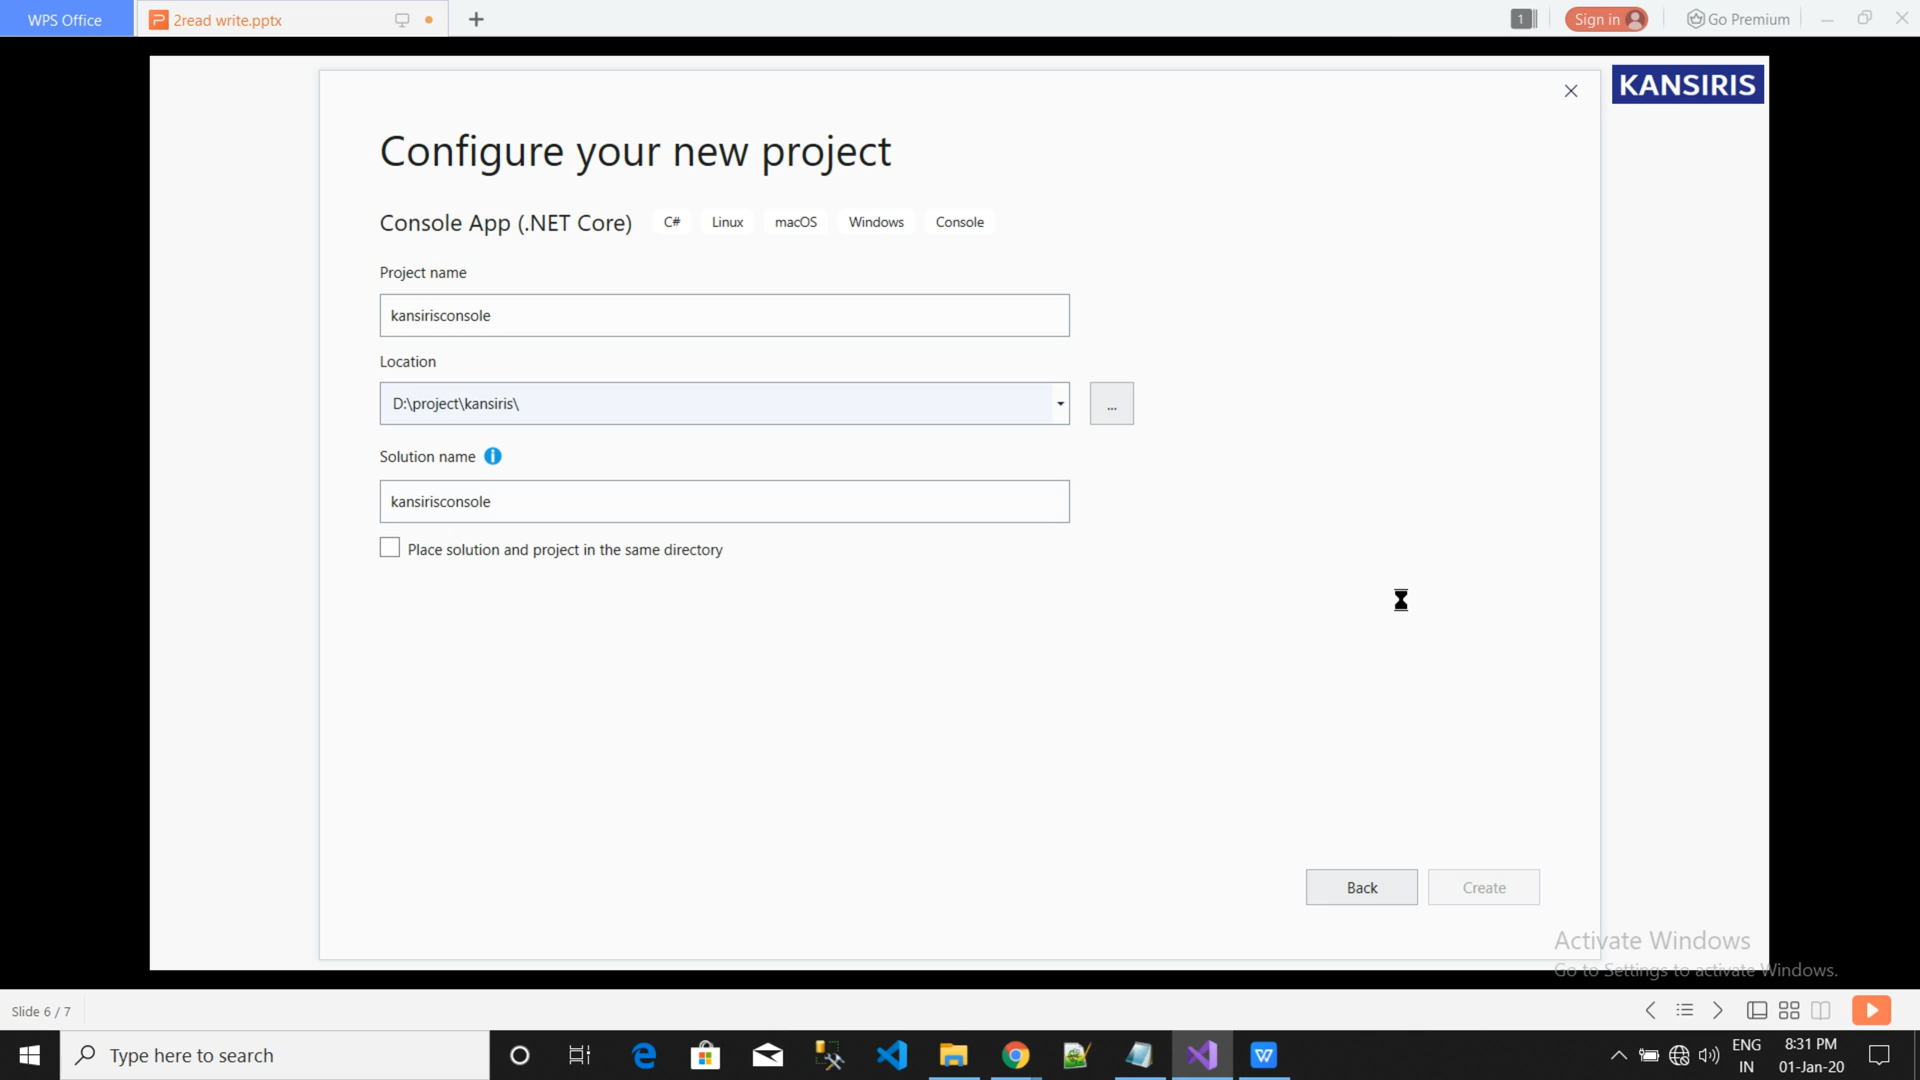 WPS Office
2read write.pptx
1
Sign in
Go Premium
KANSIRIS
Configure your new project
Console App (.NET Core) C# Linux macOS Windows Console
Project name
kansirisconsole
Location
D:\project\kansiris\
...
Solution name
kansirisconsole
Place solution and project in the same directory
Back
Create
Activate Windows
Go to Settings to activate Windows.
Slide 6 / 7
Type here to search
ENG
IN
8:31 PM
01-Jan-20